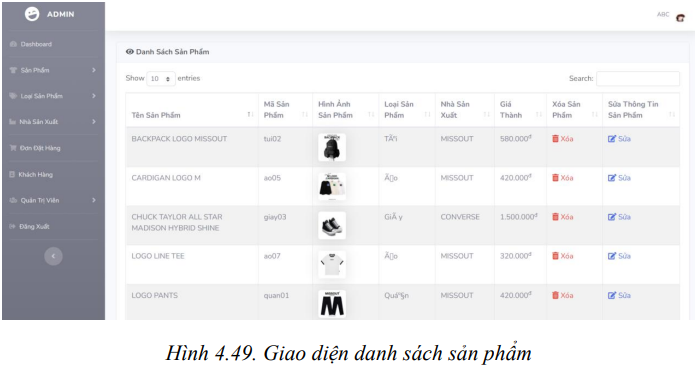 ADMIN
ABC
Dashboard
Sản Phẩm
Loại Sản Phẩm
Nhà Sản Xuất
Đơn Đặt Hàng
Khách Hàng
Quản Trị Viên
Đăng Xuất
Danh Sách Sản Phẩm
Show 10 entries
Search:
Tên Sản Phẩm Mã Sản Phẩm Hình Ảnh Sản Phẩm Loại Sản Phẩm Nhà Sản Xuất Giá Thành Xóa Sản Phẩm Sửa Thông Tin Sản Phẩm
BACKPACK LOGO MISSOUT tui02 TÃºi MISSOUT 580.000đ Xóa Sửa
CARDIGAN LOGO M ao05 Ão MISSOUT 420.000đ Xóa Sửa
CHUCK TAYLOR ALL STAR MADISON HYBRID SHINE giay03 GiÃ y CONVERSE 1.500.000đ Xóa Sửa
LOGO LINE TEE ao07 Ão MISSOUT 320.000đ Xóa Sửa
LOGO PANTS quan01 Quáº§n MISSOUT 420.000đ Xóa Sửa
Hình 4.49. Giao diện danh sách sản phẩm